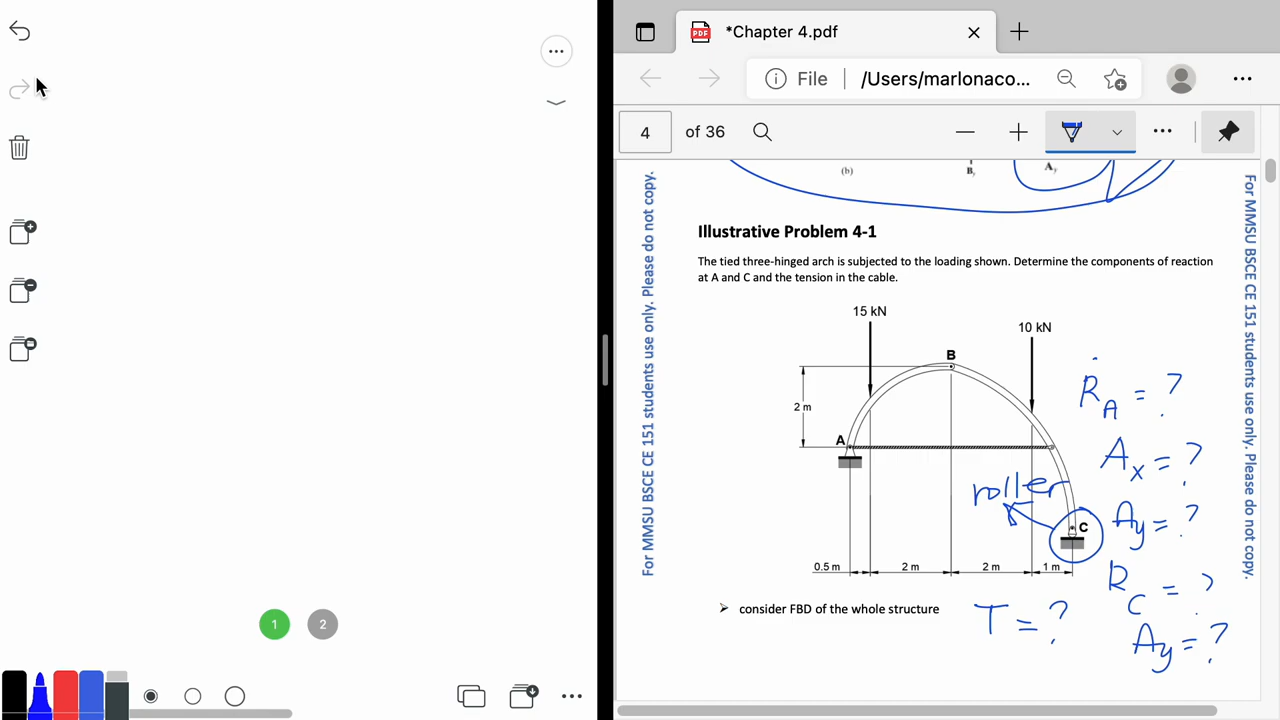 *Chapter 4.pdf
File
/Users/marlonaco...
4 of 36
(b)
B y
A y
For MMSU BSCE CE 151 students use only. Please do not copy.
For MMSU BSCE CE 151 students use only. Please do not copy.
Illustrative Problem 4-1
The tied three-hinged arch is subjected to the loading shown. Determine the components of reaction
at A and C and the tension in the cable.
15 kN
10 kN
B
2 m
A
C
roller
0.5 m 2 m 2 m 1 m
R_A = ?
A_x = ?
A_y = ?
R_C = ?
A_y = ?
T = ?
➢ consider FBD of the whole structure
1 2